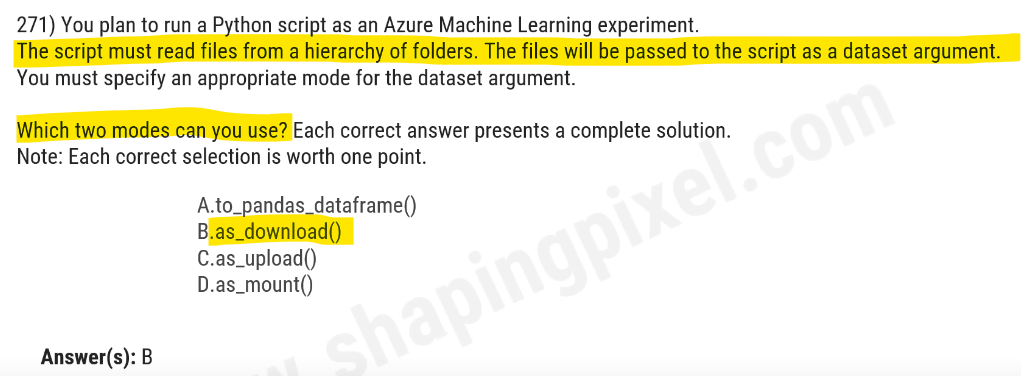 271) You plan to run a Python script as an Azure Machine Learning experiment.
The script must read files from a hierarchy of folders. The files will be passed to the script as a dataset argument.
You must specify an appropriate mode for the dataset argument.
Which two modes can you use? Each correct answer presents a complete solution.
Note: Each correct selection is worth one point.
A.to_pandas_dataframe()
B.as_download()
C.as_upload()
D.as_mount()
Answer(s): B
w.shapingpixel.com